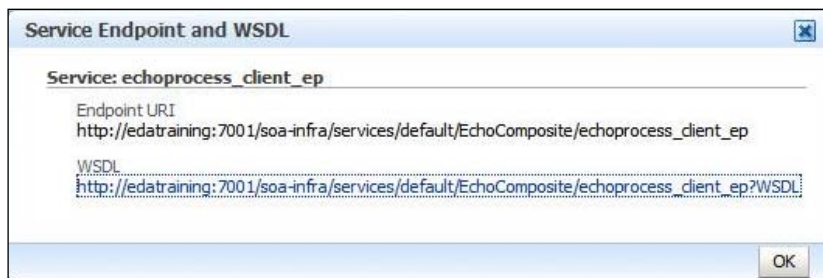 Service Endpoint and WSDL
Service: echoprocess_client_ep
Endpoint URI
http://edatraining:7001/soa-infra/services/default/EchoComposite/echoprocess_client_ep
WSDL
http://edatraining:7001/soa-infra/services/default/EchoComposite/echoprocess_client_ep?WSDL
OK